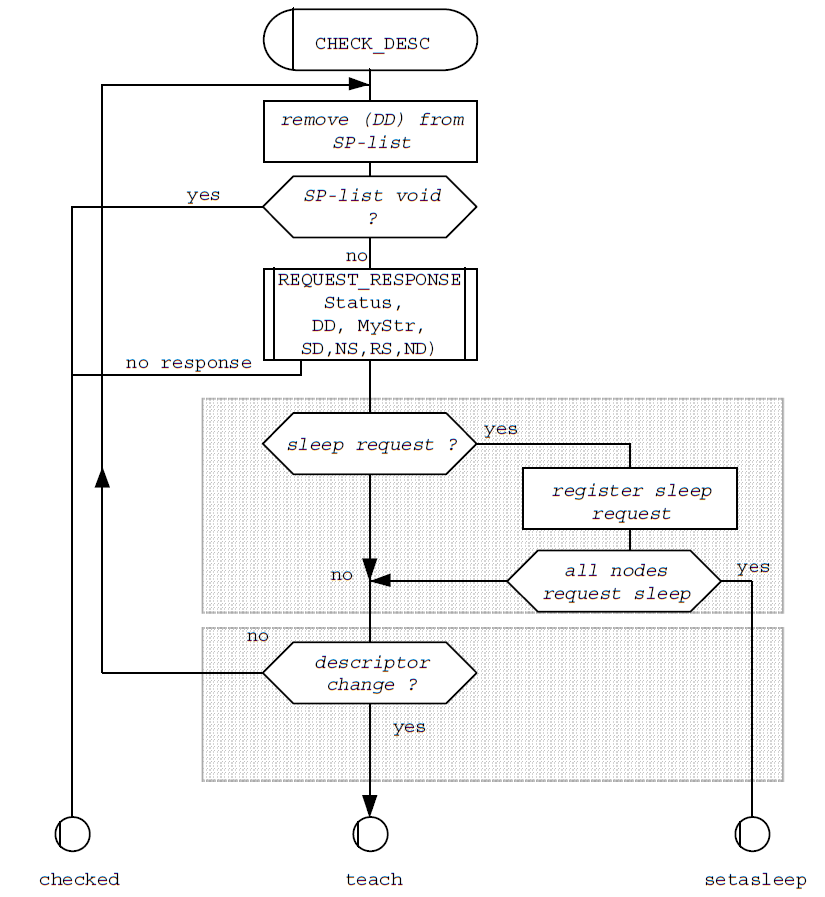 CHECK_DESC
remove (DD) from
SP-list
yes
SP-list void
?
no
REQUEST_RESPONSE
Status,
DD, MyStr,
SD,NS,RS,ND)
no response
yes
sleep request ?
register sleep
request
no
all nodes
request sleep
yes
no
descriptor
change ?
yes
checked
teach
setasleep